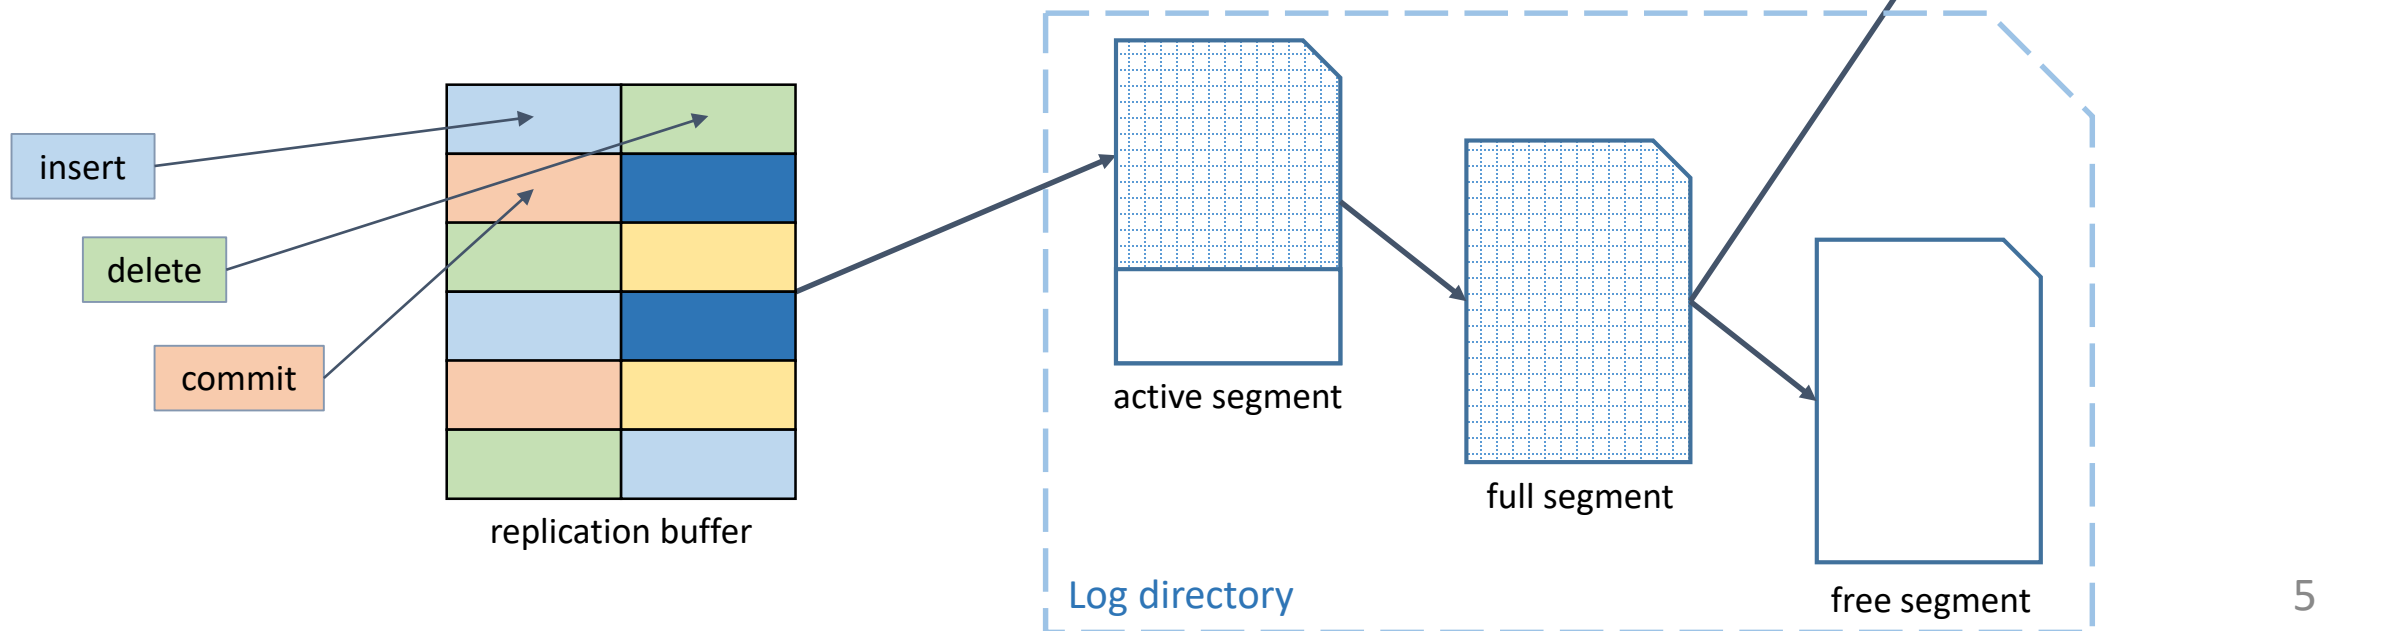 insert
delete
commit
replication buffer
active segment
full segment
free segment
Log directory
5